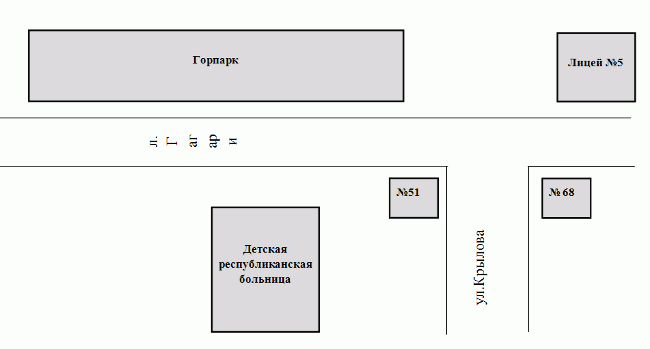 Горпарк
Лицей №5
л.
Г
аг
ар
и
№51
№ 68
Детская
республиканская
больница
ул.Крылова